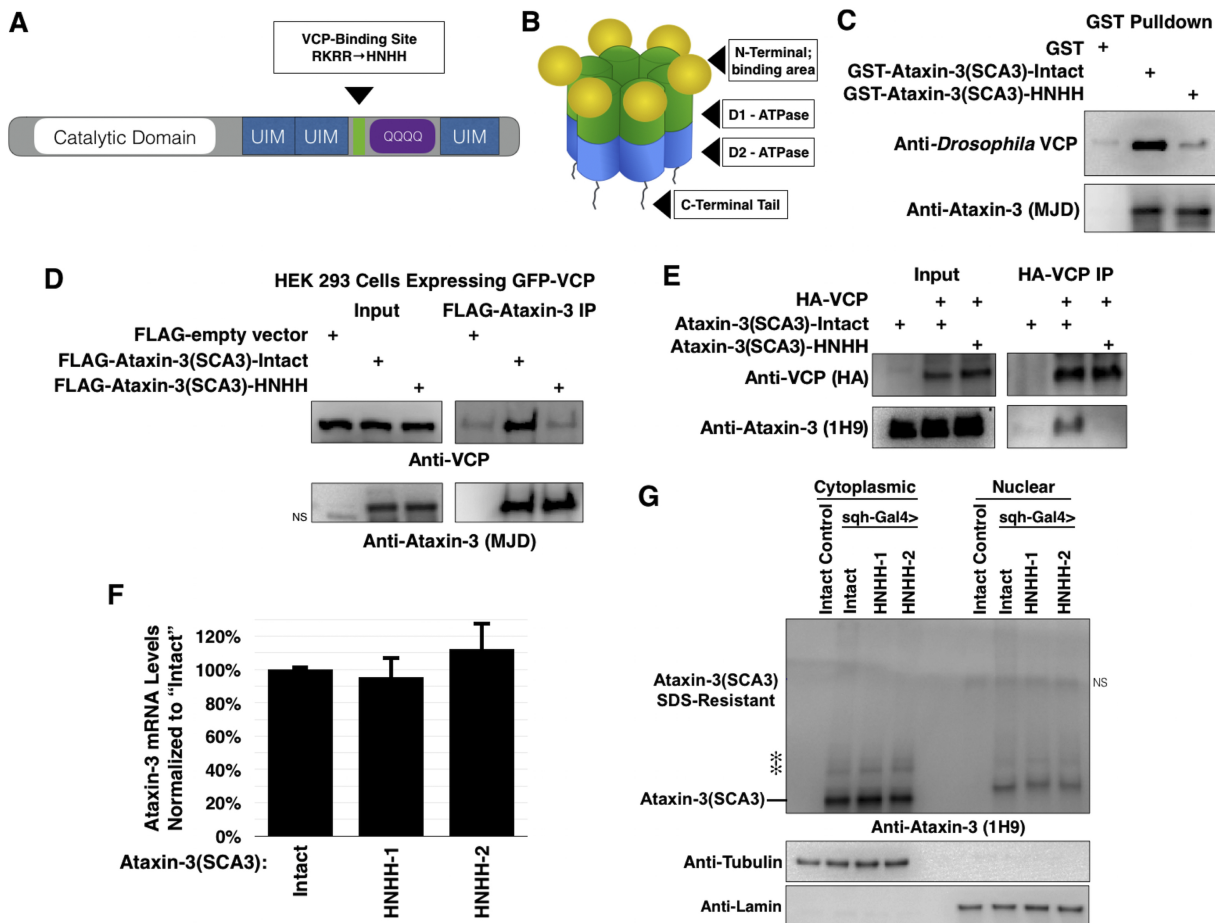 A
VCP-Binding Site
RKRR→HNHH
Catalytic Domain
UIM
UIM
QQQQ
UIM
B
N-Terminal;
binding area
D1 - ATPase
D2 - ATPase
C-Terminal Tail
C
GST Pulldown
GST +
GST-Ataxin-3(SCA3)-Intact +
GST-Ataxin-3(SCA3)-HNHH +
Anti-Drosophila VCP
Anti-Ataxin-3 (MJD)
D
HEK 293 Cells Expressing GFP-VCP
Input FLAG-Ataxin-3 IP
FLAG-empty vector + +
FLAG-Ataxin-3(SCA3)-Intact + +
FLAG-Ataxin-3(SCA3)-HNHH + +
Anti-VCP
NS
Anti-Ataxin-3 (MJD)
E
Input HA-VCP IP
HA-VCP + + + +
Ataxin-3(SCA3)-Intact + + + +
Ataxin-3(SCA3)-HNHH + +
Anti-VCP (HA)
Anti-Ataxin-3 (1H9)
F
Ataxin-3 mRNA Levels
Normalized to “Intact”
120%
100%
80%
60%
40%
20%
0%
Ataxin-3(SCA3):
Intact
HNHH-1
HNHH-2
G
Cytoplasmic Nuclear
sqh-Gal4> sqh-Gal4>
Intact Control
Intact
HNHH-1
HNHH-2
Intact Control
Intact
HNHH-1
HNHH-2
Ataxin-3(SCA3)
SDS-Resistant
NS
***
Ataxin-3(SCA3)
Anti-Ataxin-3 (1H9)
Anti-Tubulin
Anti-Lamin